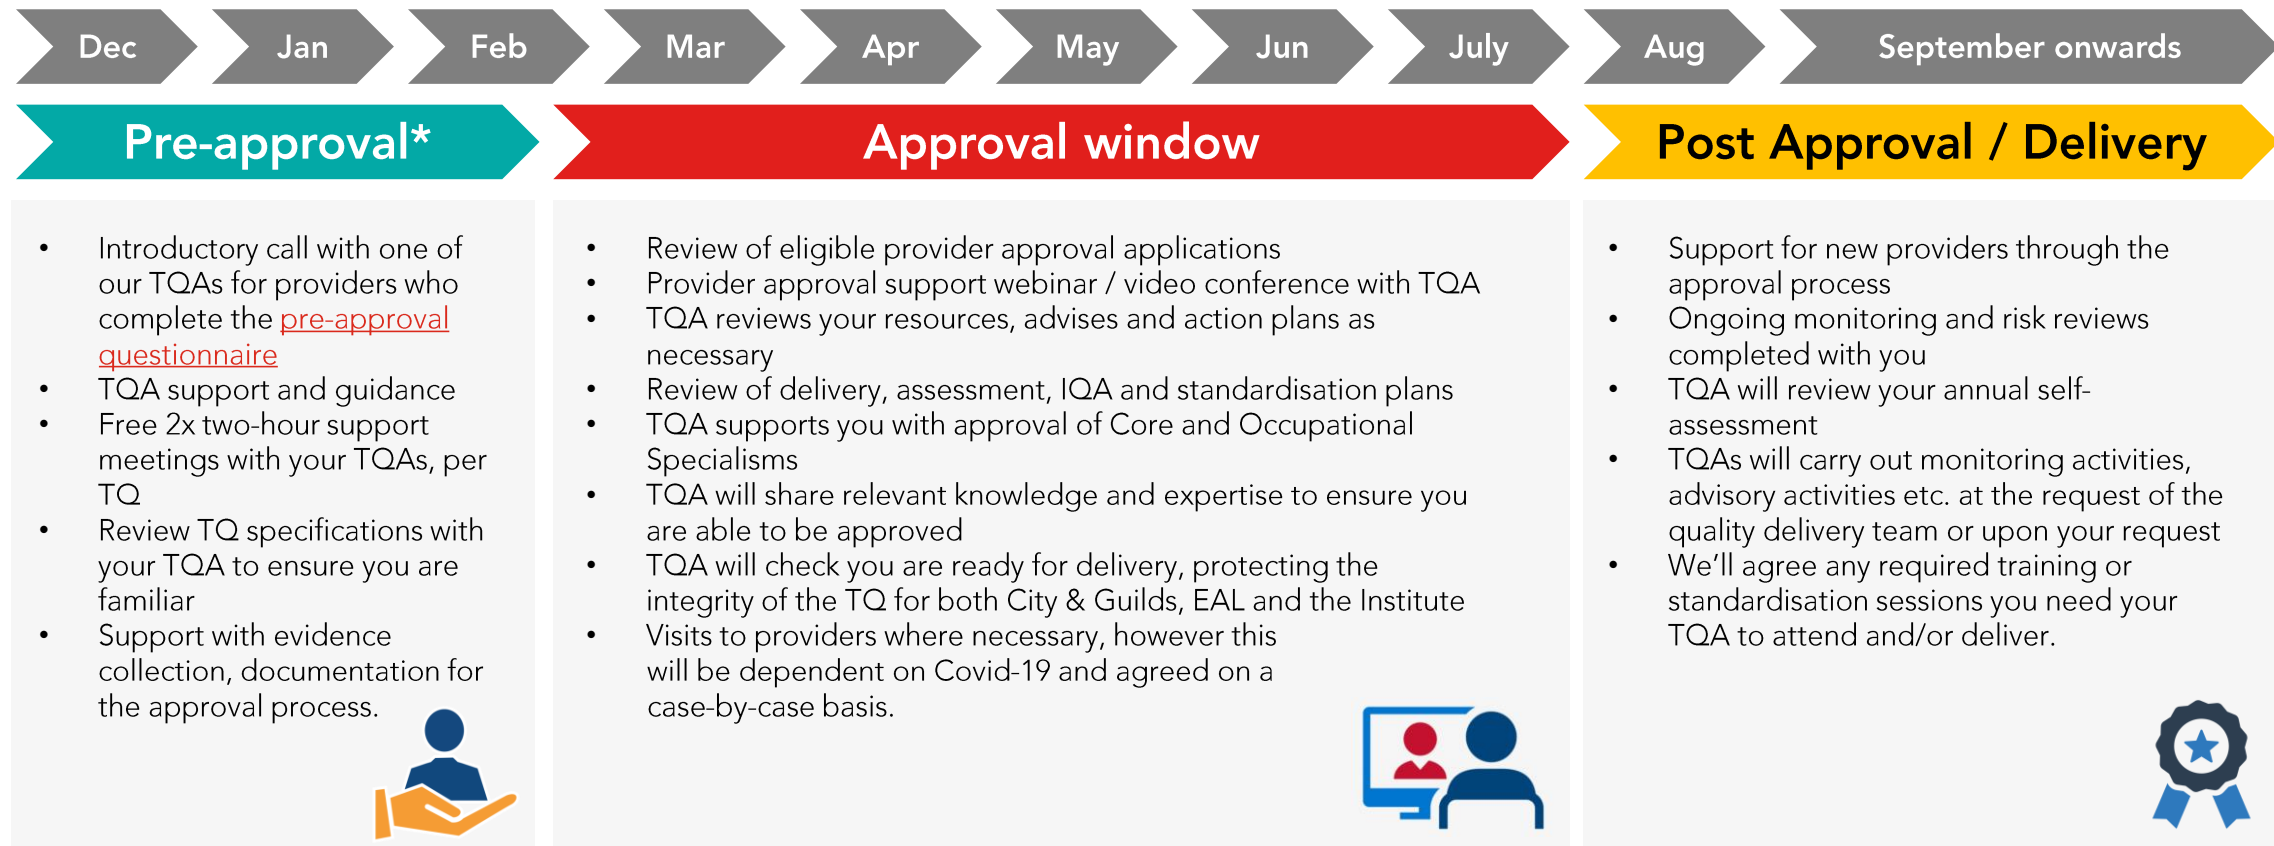 Dec
Jan
Feb
Mar
Apr
May
Jun
July
Aug
September onwards
Pre-approval*
Approval window
Post Approval / Delivery
• Introductory call with one of
our TQAs for providers who
complete the pre-approval
questionnaire
• TQA support and guidance
• Free 2x two-hour support
meetings with your TQAs, per
TQ
• Review TQ specifications with
your TQA to ensure you are
familiar
• Support with evidence
collection, documentation for
the approval process.
• Review of eligible provider approval applications
• Provider approval support webinar / video conference with TQA
• TQA reviews your resources, advises and action plans as
necessary
• Review of delivery, assessment, IQA and standardisation plans
• TQA supports you with approval of Core and Occupational
Specialisms
• TQA will share relevant knowledge and expertise to ensure you
are able to be approved
• TQA will check you are ready for delivery, protecting the
integrity of the TQ for both City & Guilds, EAL and the Institute
• Visits to providers where necessary, however this
will be dependent on Covid-19 and agreed on a
case-by-case basis.
• Support for new providers through the
approval process
• Ongoing monitoring and risk reviews
completed with you
• TQA will review your annual self-
assessment
• TQAs will carry out monitoring activities,
advisory activities etc. at the request of the
quality delivery team or upon your request
• We’ll agree any required training or
standardisation sessions you need your
TQA to attend and/or deliver.